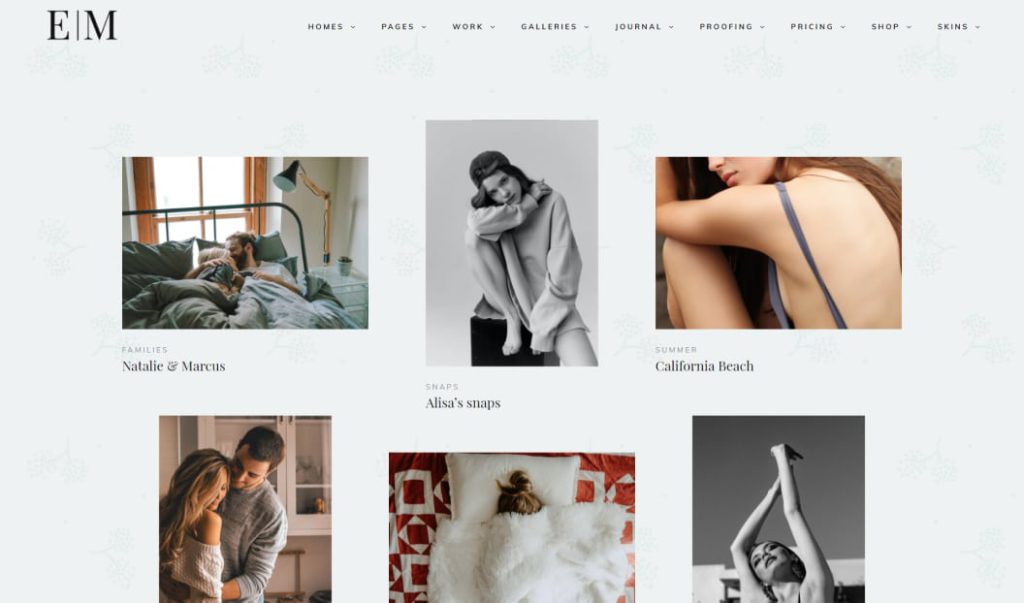 E|M
HOMES PAGES WORK GALLERIES JOURNAL PROOFING PRICING SHOP SKINS
FAMILIES
Natalie & Marcus
SNAPS
Alisa’s snaps
SUMMER
California Beach